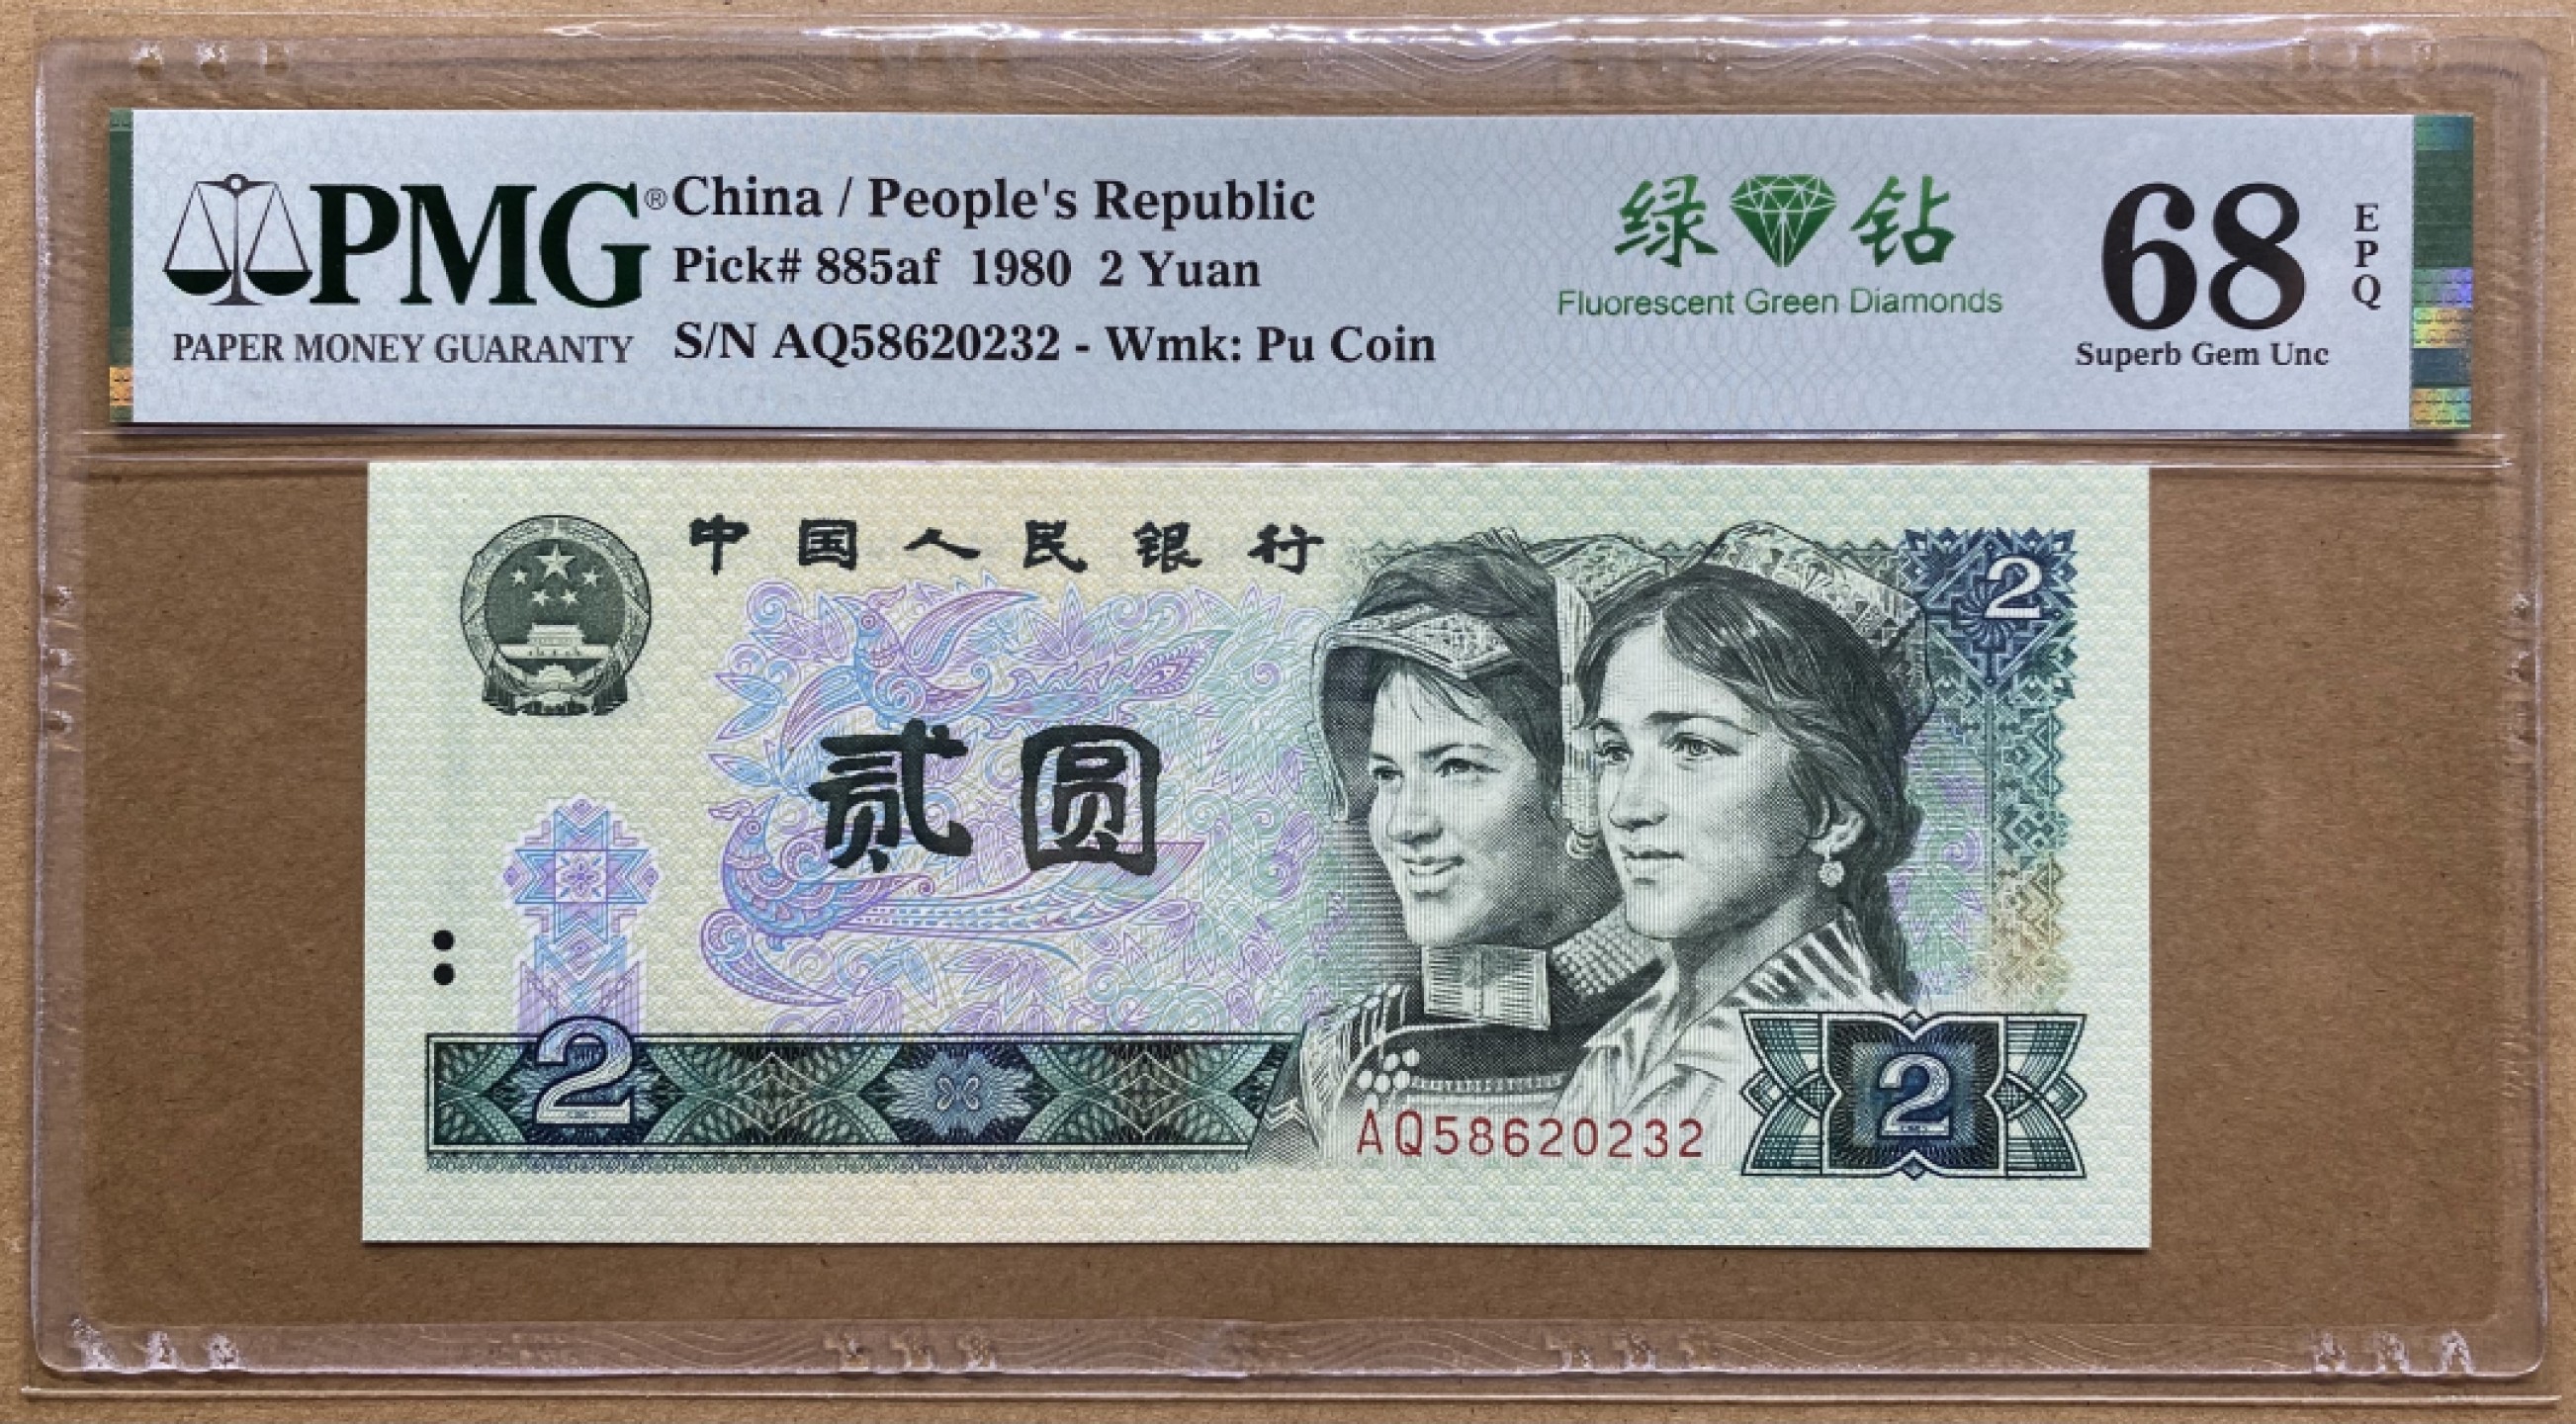 PMG®
PAPER MONEY GUARANTY
China / People's Republic
Pick# 885af 1980 2 Yuan
S/N AQ58620232 - Wmk: Pu Coin
绿钻
Fluorescent Green Diamonds
68
EPQ
Superb Gem Unc
中国人民银行
2
贰圆
2
2
AQ58620232